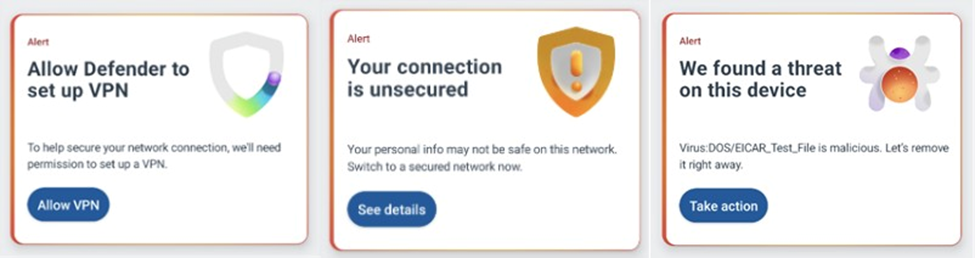 Alert
Allow Defender to
set up VPN
To help secure your network connection, we'll need
permission to set up a VPN.
Allow VPN
Alert
Your connection
is unsecured
Your personal info may not be safe on this network.
Switch to a secured network now.
See details
Alert
We found a threat
on this device
Virus:DOS/EICAR_Test_File is malicious. Let's remove
it right away.
Take action